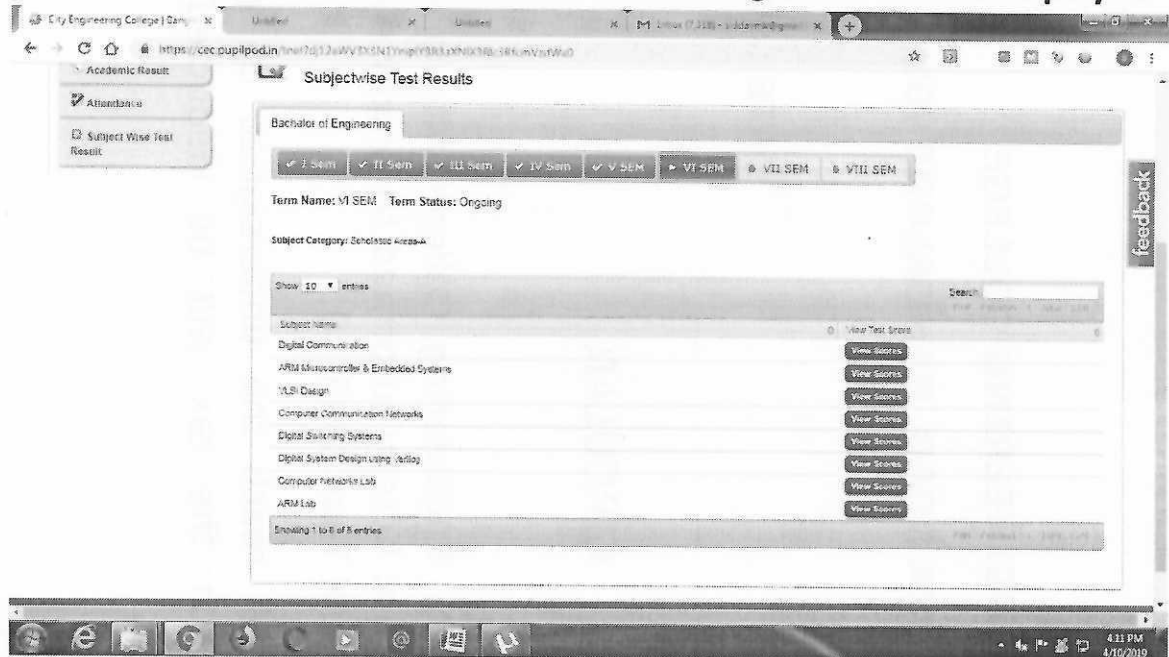 City Engineering College | Bang
Untitled
Untitled
https://cec.pupilpod.in
Academic Result
Attendance
Subject Wise Test
Result
Subjectwise Test Results
Bachelor of Engineering
I Sem II Sem III Sem IV Sem V SEM VI SEM VII SEM VIII SEM
Term Name: VI SEM Term Status: Ongoing
Subject Category: Scholastic Areas-A
Show 10 entries
Search
Subject Name View Test Score
Digital Communication View Scores
ARM Microcontroller & Embedded Systems View Scores
VLSI Design View Scores
Computer Communication Networks View Scores
Digital Switching Systems View Scores
Digital System Design using Verilog View Scores
Computer Networks Lab View Scores
ARM Lab View Scores
Showing 1 to 8 of 8 entries
feedback
4:11 PM
4/10/2019